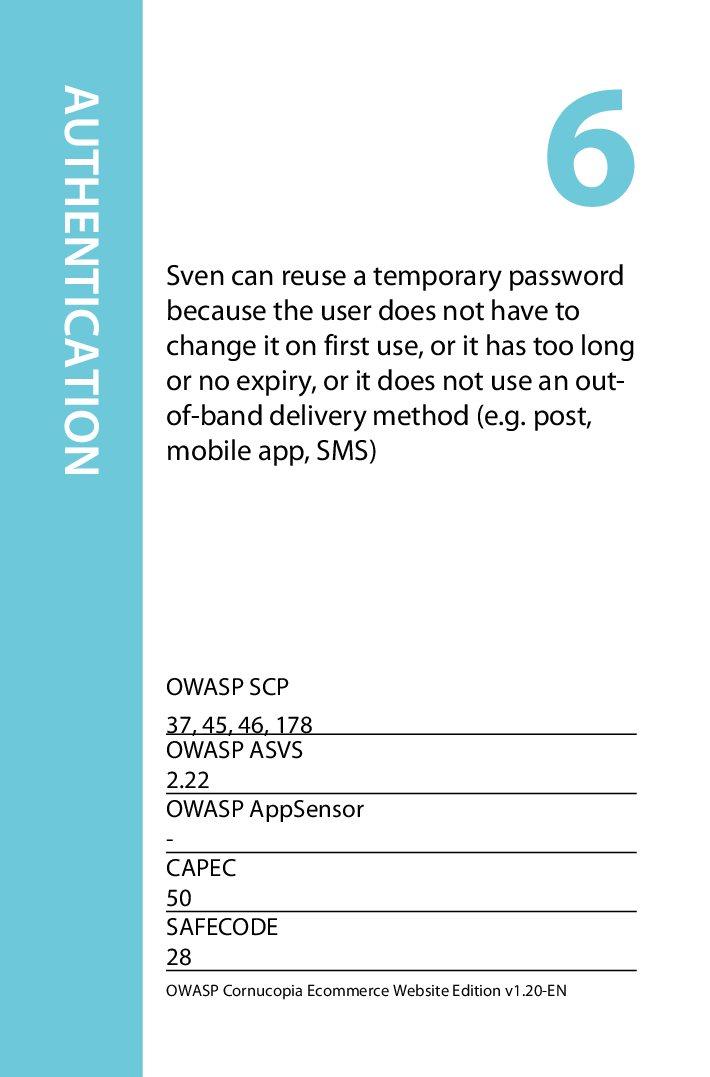 AUTHENTICATION
6
Sven can reuse a temporary password
because the user does not have to
change it on first use, or it has too long
or no expiry, or it does not use an out-
of-band delivery method (e.g. post,
mobile app, SMS)
OWASP SCP
37, 45, 46, 178
OWASP ASVS
2.22
OWASP AppSensor
-
CAPEC
50
SAFECODE
28
OWASP Cornucopia Ecommerce Website Edition v1.20-EN